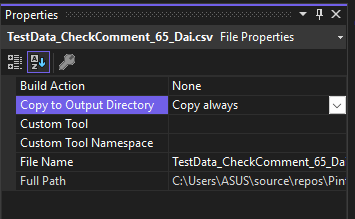 Properties
TestData_CheckComment_65_Dai.csv File Properties
Build Action None
Copy to Output Directory Copy always
Custom Tool
Custom Tool Namespace
File Name TestData_CheckComment_65_Da
Full Path C:\Users\ASUS\source\repos\Pin